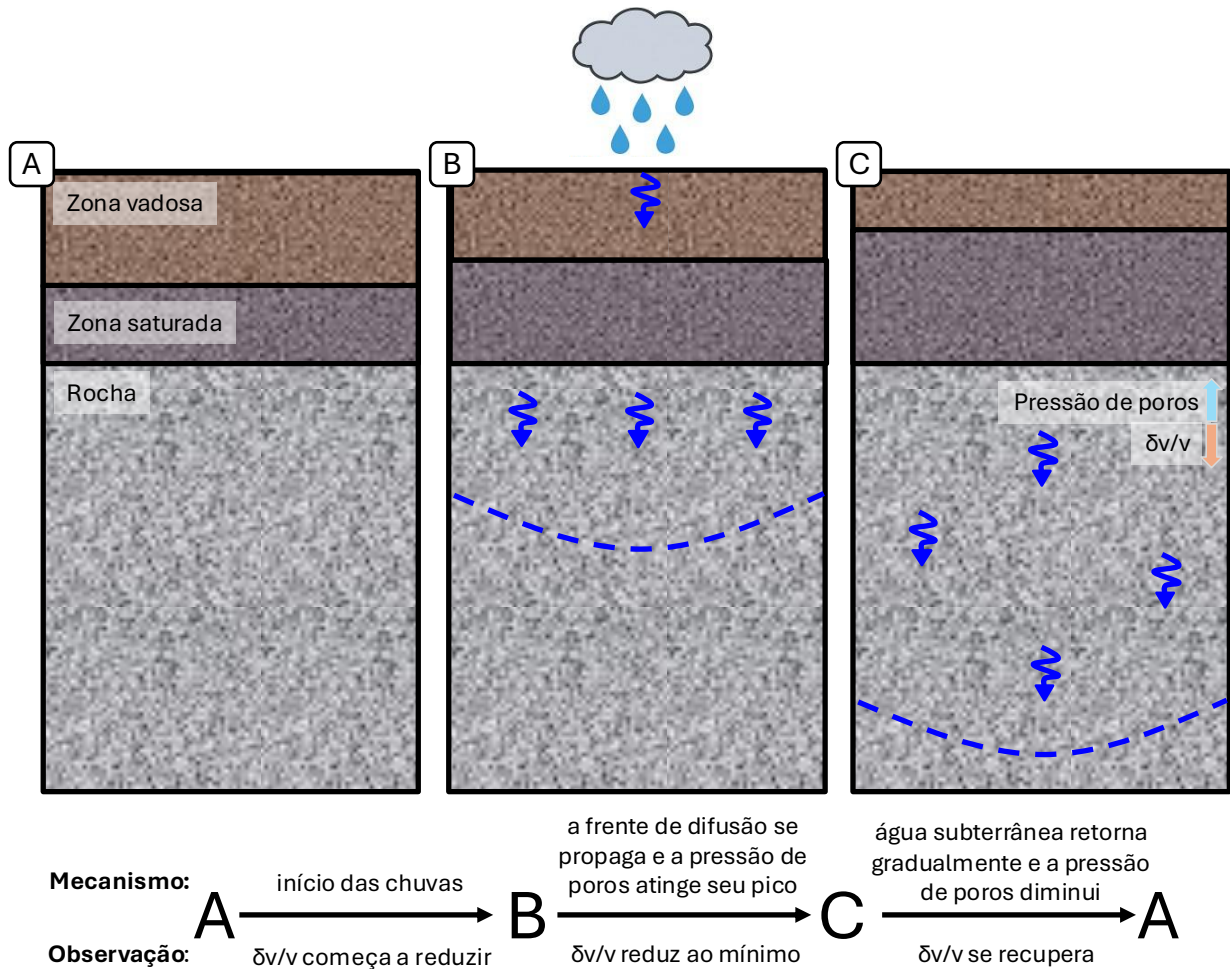 A
B
C
Zona vadosa
Zona saturada
Rocha
Pressão de poros
δv/v
Mecanismo:
A
início das chuvas
B
a frente de difusão se
propaga e a pressão de
poros atinge seu pico
C
água subterrânea retorna
gradualmente e a pressão
de poros diminui
A
Observação:
δv/v começa a reduzir
δv/v reduz ao mínimo
δv/v se recupera